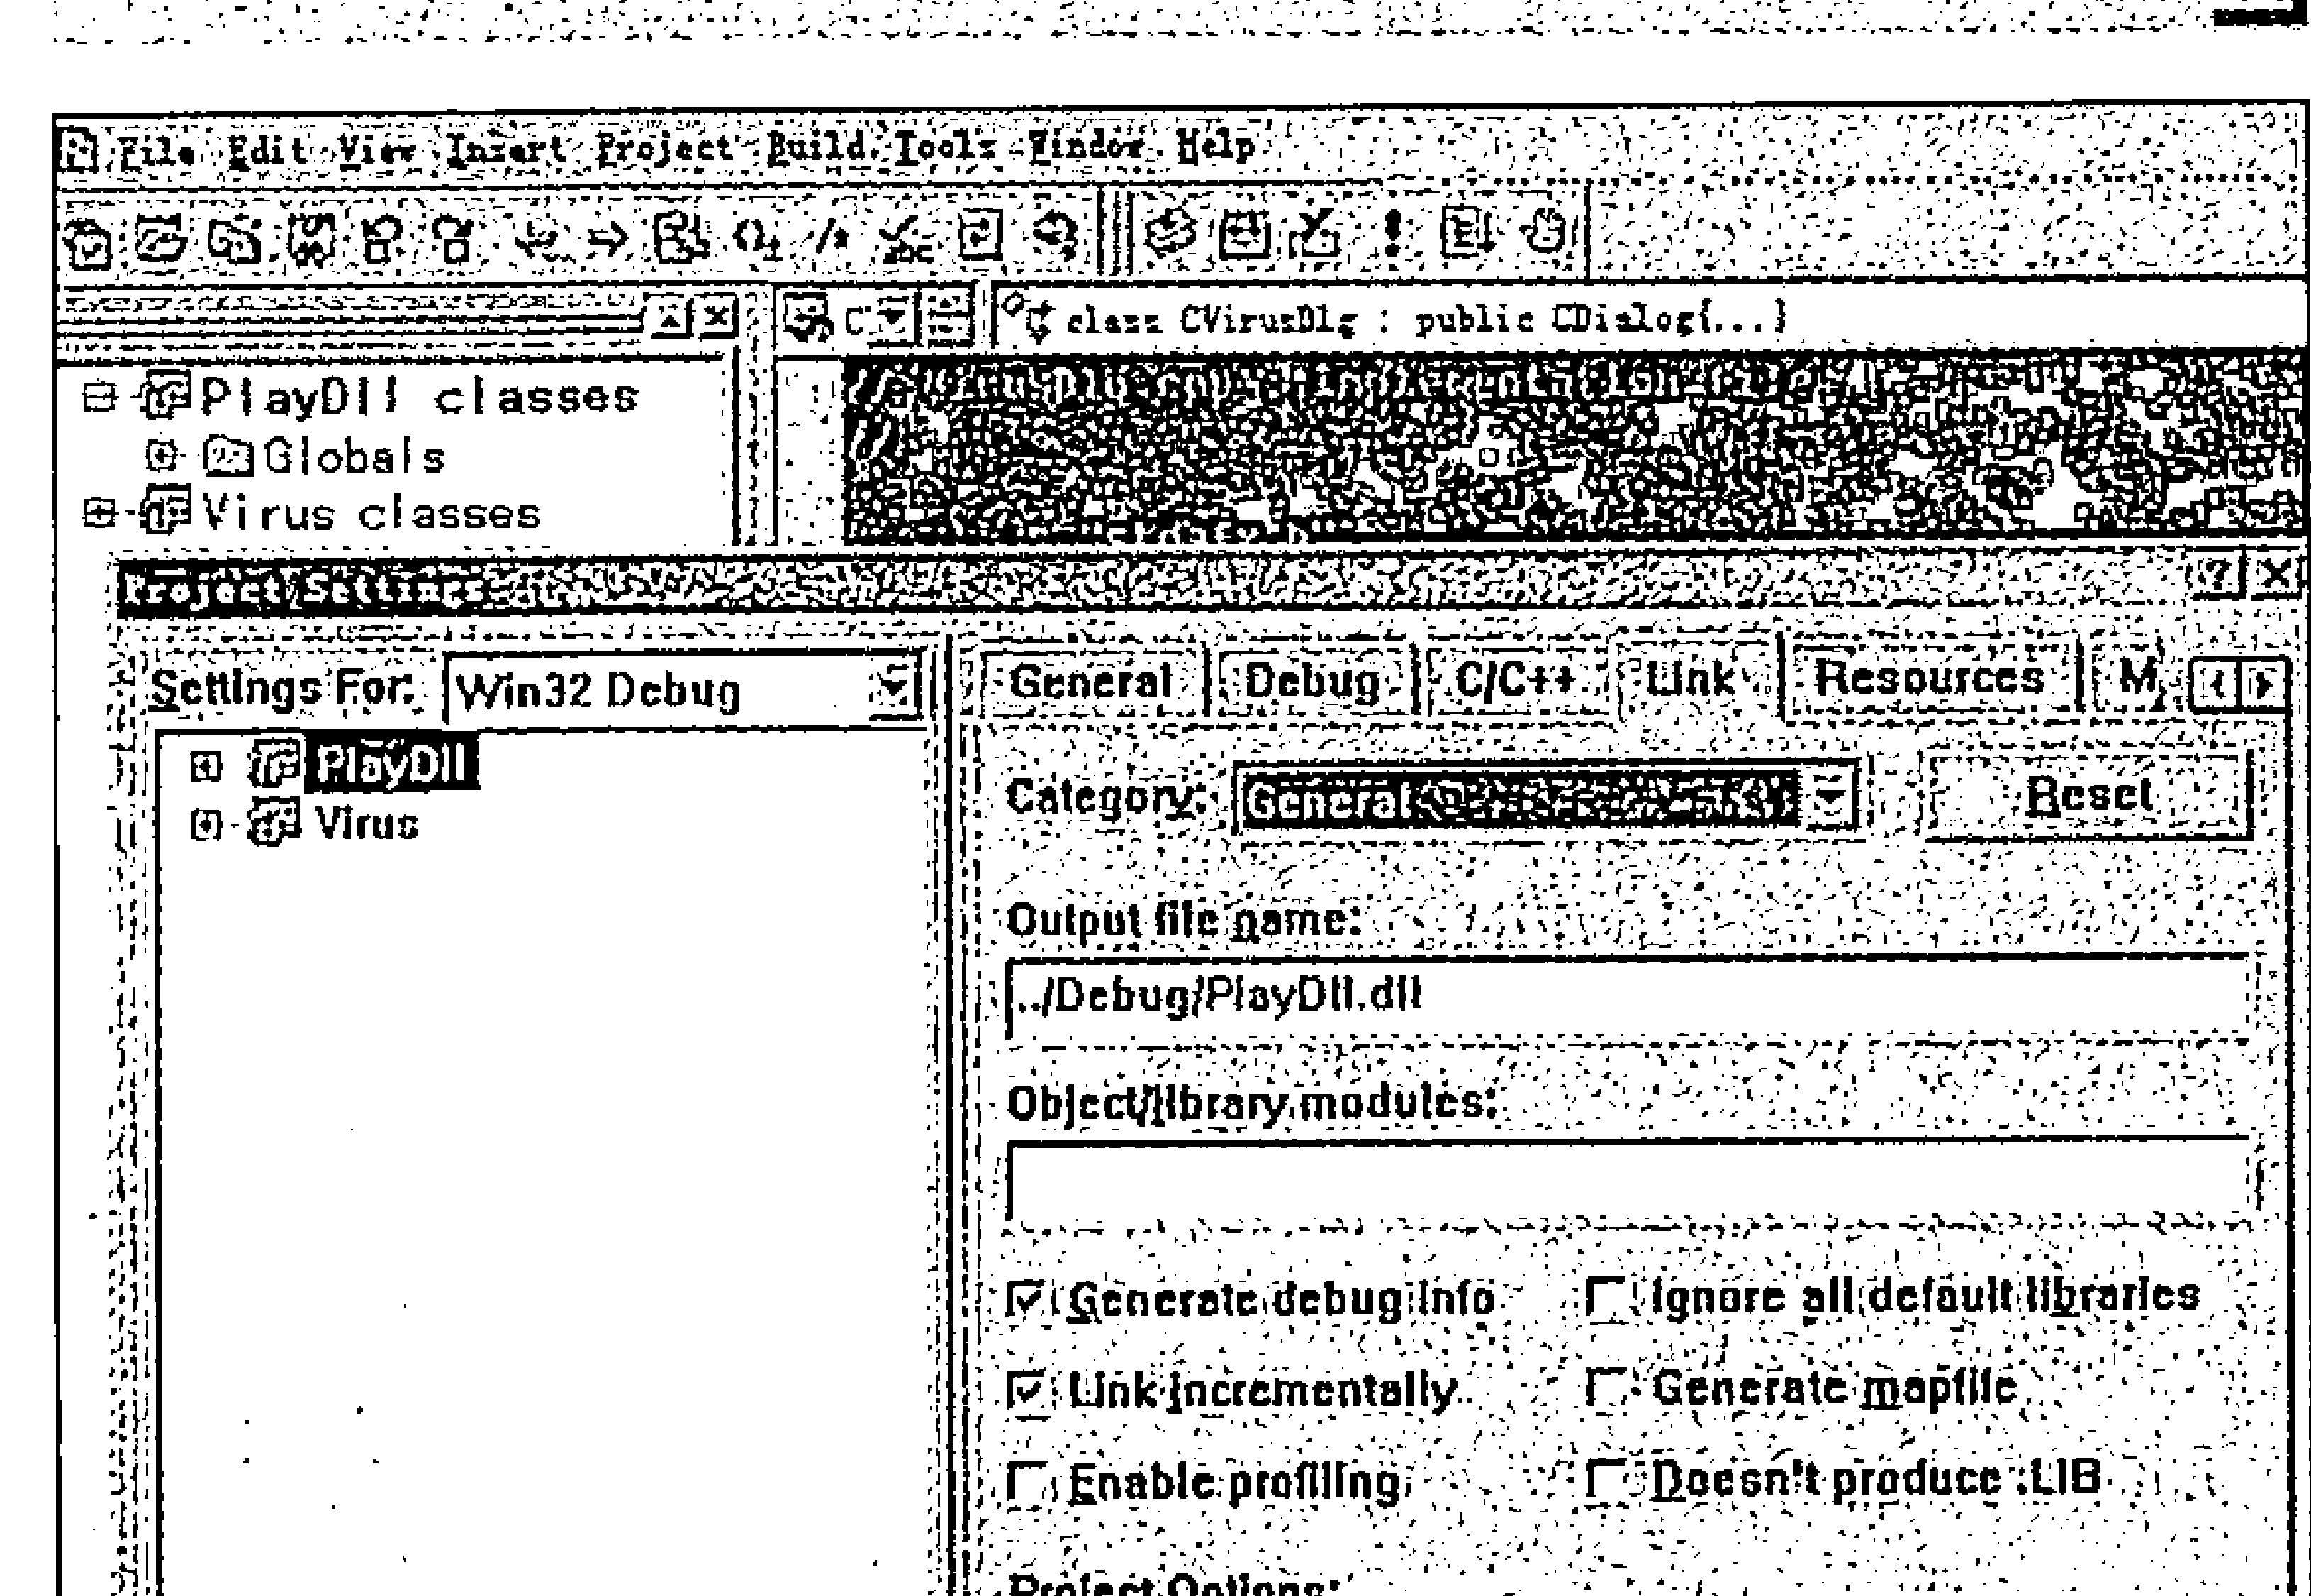 File Edit View Insert Project Build Tools Window Help
class CVirusDlg : public CDialog{...}
PlayDll classes
Globals
Virus classes
Project Settings
Settings For: Win32 Debug
General Debug C/C++ Link Resources M
PlayDll
Virus
Category: General Reset
Output file name:
../Debug/PlayDll.dll
Object/library modules:
Generate debug info Ignore all default libraries
Link incrementally Generate mapfile
Enable profiling Doesn't produce .LIB
Project Options: